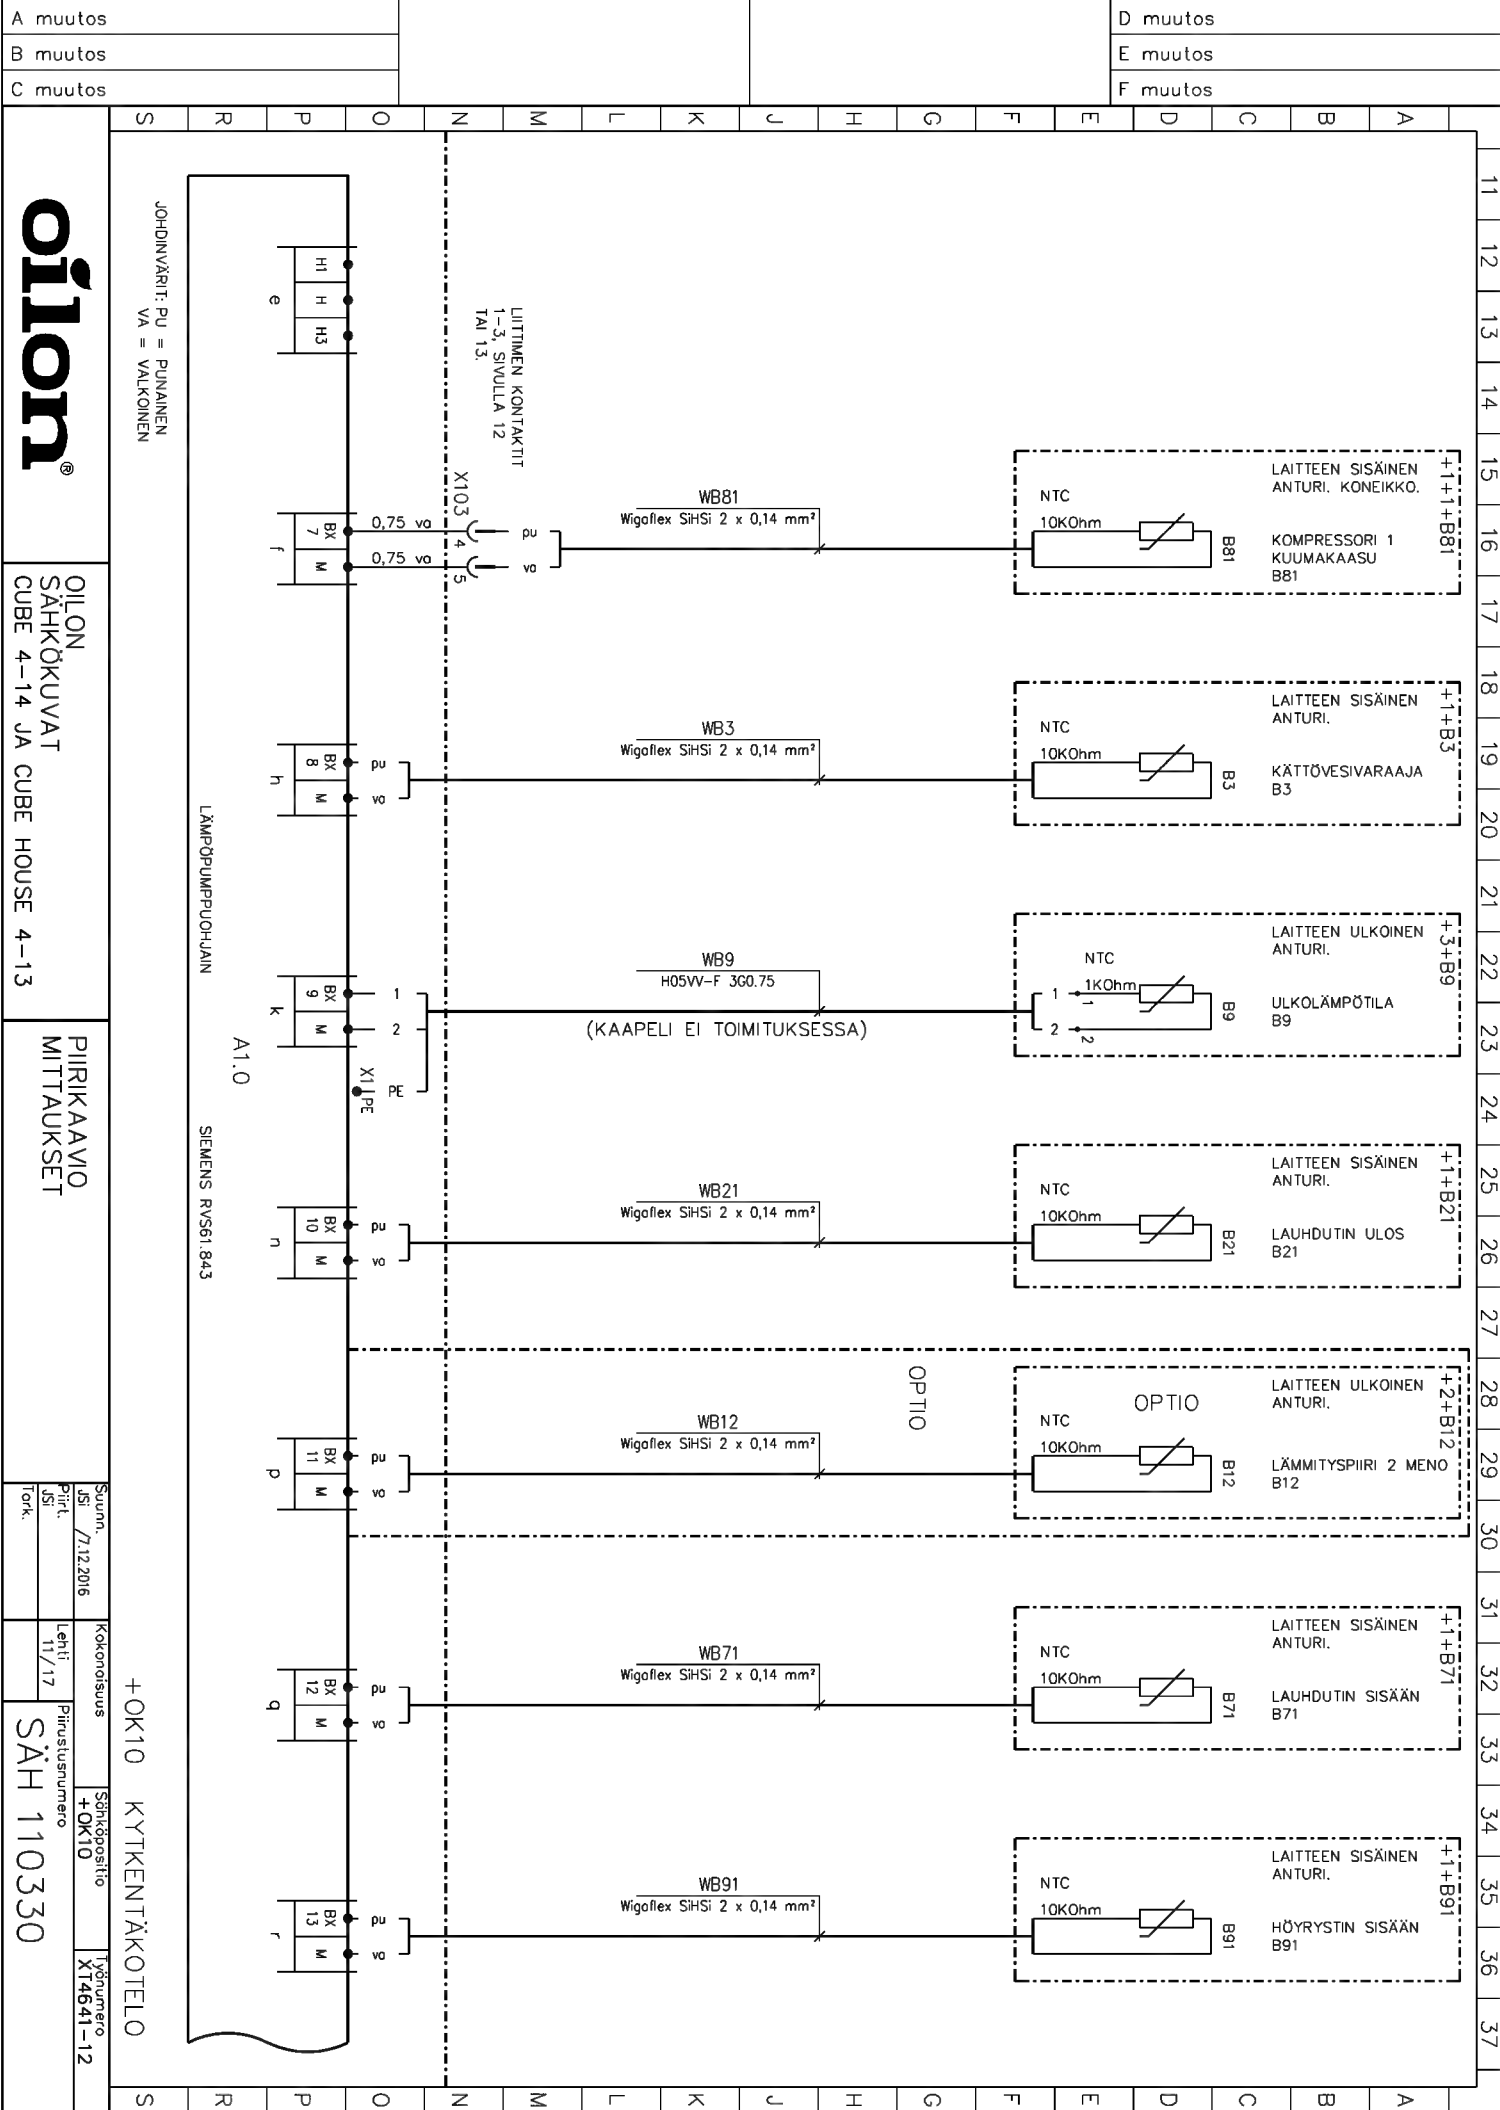 A muutos
B muutos
C muutos
D muutos
E muutos
F muutos
S R P O N M L K J H G F E D C B A
11 12 13 14 15 16 17 18 19 20 21 22 23 24 25 26 27 28 29 30 31 32 33 34 35 36 37
H1 H H3
e
LIITTIMEN KONTAKTIT
1-3, SIVULLA 12
TAI 13.
JOHDINVÄRIT: PU = PUNAINEN
VA = VALKOINEN
+1+1+B81
LAITTEEN SISÄINEN
ANTURI. KONEIKKO.
KOMPRESSORI 1
KUUMAKAASU
B81
NTC
10KOhm
B81
WB81
Wigaflex SiHSi 2 x 0,14 mm²
X103
4
5
pu
va
0,75 va
0,75 va
BX
7
M
f
+1+B3
LAITTEEN SISÄINEN
ANTURI.
KÄTTÖVESIVARAAJA
B3
NTC
10KOhm
B3
WB3
Wigaflex SiHSi 2 x 0,14 mm²
pu
va
BX
8
M
h
+3+B9
LAITTEEN ULKOINEN
ANTURI.
ULKOLÄMPÖTILA
B9
NTC
1KOhm
B9
1
1
2
2
WB9
H05VV-F 3G0.75
(KAAPELI EI TOIMITUKSESSA)
1
2
PE
X1
PE
BX
9
M
k
+1+B21
LAITTEEN SISÄINEN
ANTURI.
LAUHDUTIN ULOS
B21
NTC
10KOhm
B21
WB21
Wigaflex SiHSi 2 x 0,14 mm²
pu
va
BX
10
M
n
OPTIO
+2+B12
LAITTEEN ULKOINEN
ANTURI.
OPTIO
LÄMMITYSPIIRI 2 MENO
B12
NTC
10KOhm
B12
WB12
Wigaflex SiHSi 2 x 0,14 mm²
pu
va
BX
11
M
p
+1+B71
LAITTEEN SISÄINEN
ANTURI.
LAUHDUTIN SISÄÄN
B71
NTC
10KOhm
B71
WB71
Wigaflex SiHSi 2 x 0,14 mm²
pu
va
BX
12
M
q
+1+B91
LAITTEEN SISÄINEN
ANTURI.
HÖYRYSTIN SISÄÄN
B91
NTC
10KOhm
B91
WB91
Wigaflex SiHSi 2 x 0,14 mm²
pu
va
BX
13
M
r
LÄMPÖPUMPPUOHJAIN
A1.0
SIEMENS RVS61.843
+OK10 KYTKENTÄKOTELO
S R P O N M L K J H G F E D C B A
oilon®
OILON
SÄHKÖKUVAT
CUBE 4-14 JA CUBE HOUSE 4-13
PIIRIKAAVIO
MITTAUKSET
Suunn.
JSi /7.12.2016
Piirt.
JSi
Tark.
Kokonaisuus
Lehti
11/17
Sähköpositio
+OK10
Työnumero
XT4641-12
Piirustusnumero
SÄH 110330